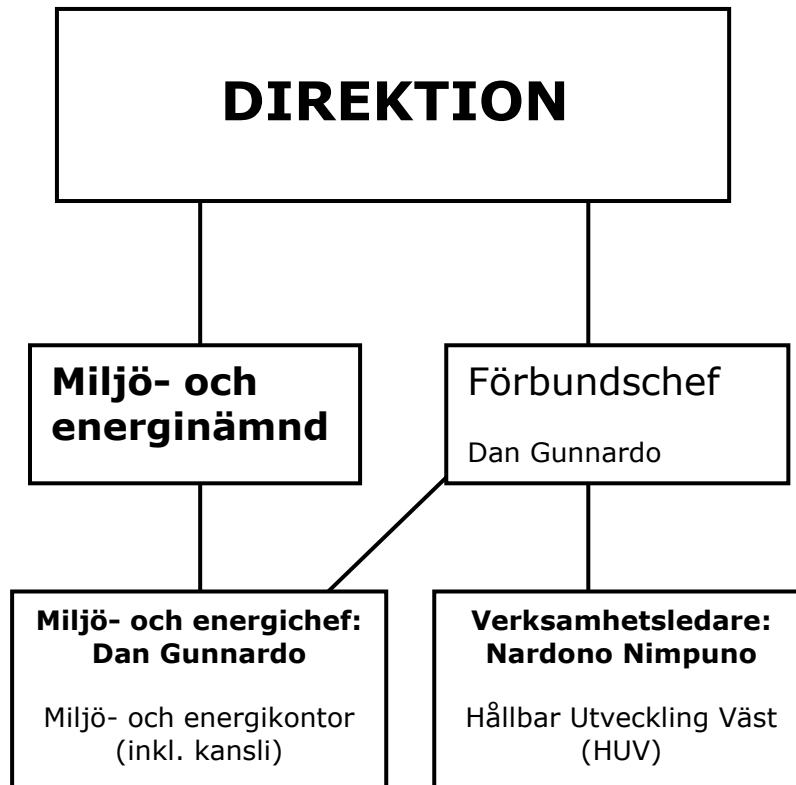 DIREKTION
Miljö- och
energinämnd
Förbundschef
Dan Gunnardo
Miljö- och energichef:
Dan Gunnardo
Miljö- och energikontor
(inkl. kansli)
Verksamhetsledare:
Nardono Nimpuno
Hållbar Utveckling Väst
(HUV)